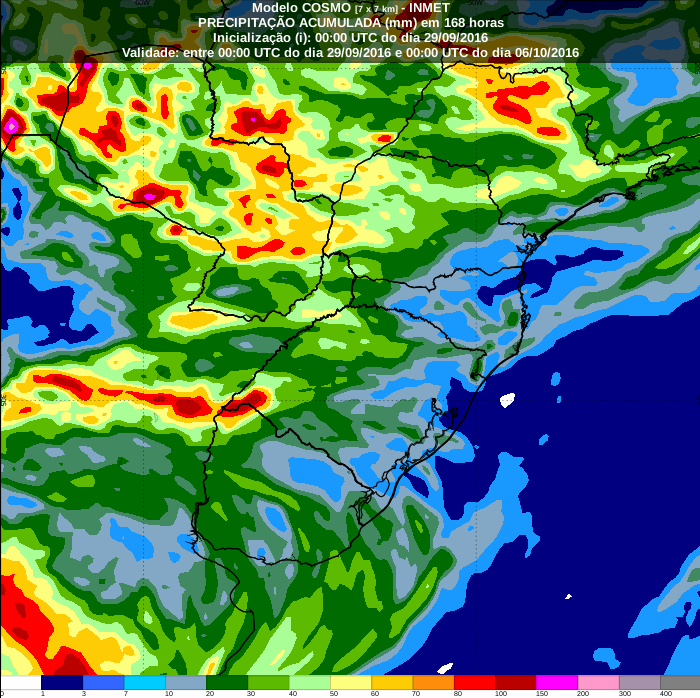 Modelo COSMO [7 x 7 km] - INMET
PRECIPITAÇÃO ACUMULADA (mm) em 168 horas
Inicialização (i): 00:00 UTC do dia 29/09/2016
Validade: entre 00:00 UTC do dia 29/09/2016 e 00:00 UTC do dia 06/10/2016
1 3 5 10 20 30 40 50 60 70 80 100 150 200 300 400